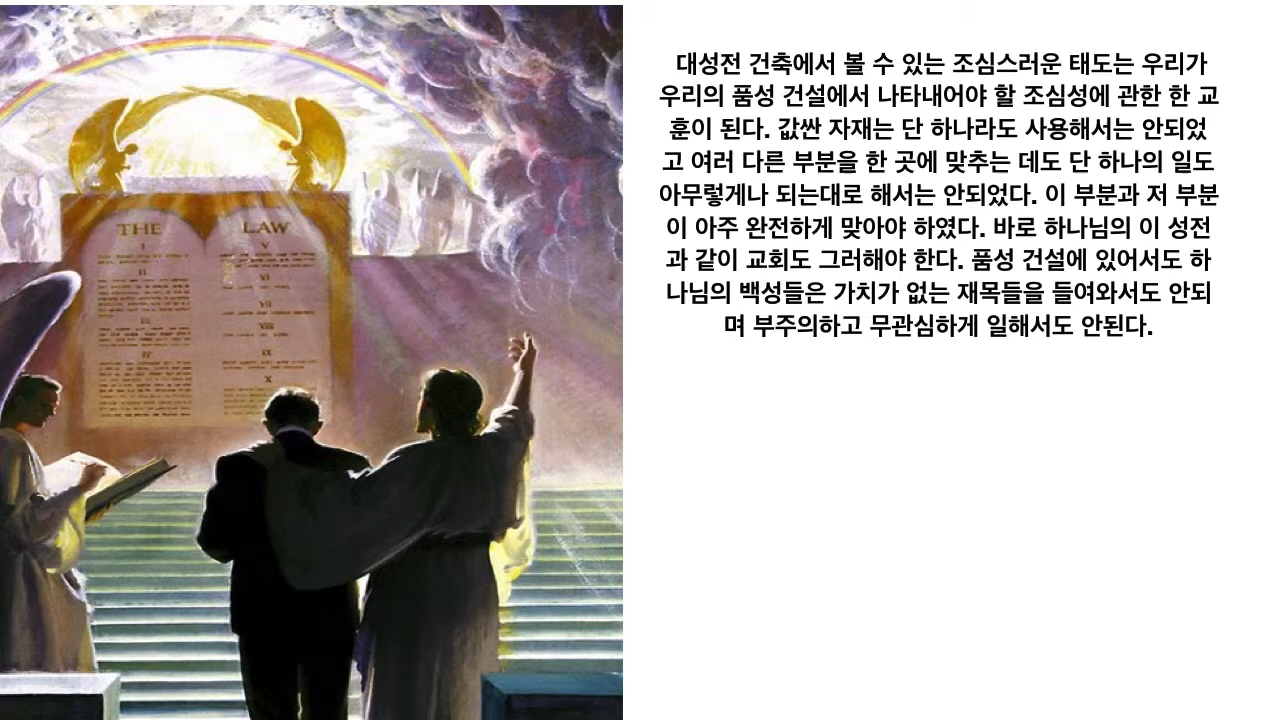 THE LAW
I
II
III
IV
V
VI
VII
VIII
IX
X
대성전 건축에서 볼 수 있는 조심스러운 태도는 우리가
우리의 품성 건설에서 나타내어야 할 조심성에 관한 한 교
훈이 된다. 값싼 자재는 단 하나라도 사용해서는 안되었
고 여러 다른 부분을 한 곳에 맞추는 데도 단 하나의 일도
아무렇게나 되는대로 해서는 안되었다. 이 부분과 저 부분
이 아주 완전하게 맞아야 하였다. 바로 하나님의 이 성전
과 같이 교회도 그러해야 한다. 품성 건설에 있어서도 하
나님의 백성들은 가치가 없는 재목들을 들여와서도 안되
며 부주의하고 무관심하게 일해서도 안된다.